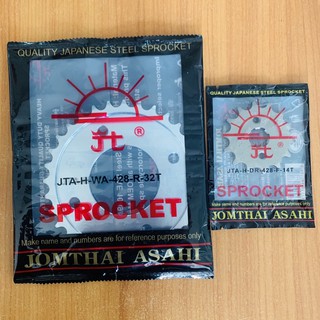 QUALITY JAPANESE STEEL SPROCKET
Jt ®
JTA-H-WA-428-R-32T
SPROCKET
Make name and numbers are for reference purposes only
JOMTHAI ASAHI
QUALITY JAPANESE STEEL SPROCKET
Jt
JTA-H-DR-428-F-14T
SPROCKET
Make name and numbers are for reference purposes only
JOMTHAI ASAHI